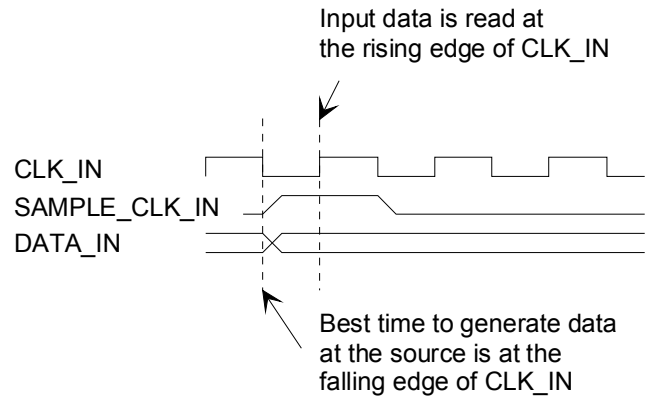 Input data is read at
the rising edge of CLK_IN
CLK_IN
SAMPLE_CLK_IN
DATA_IN
Best time to generate data
at the source is at the
falling edge of CLK_IN